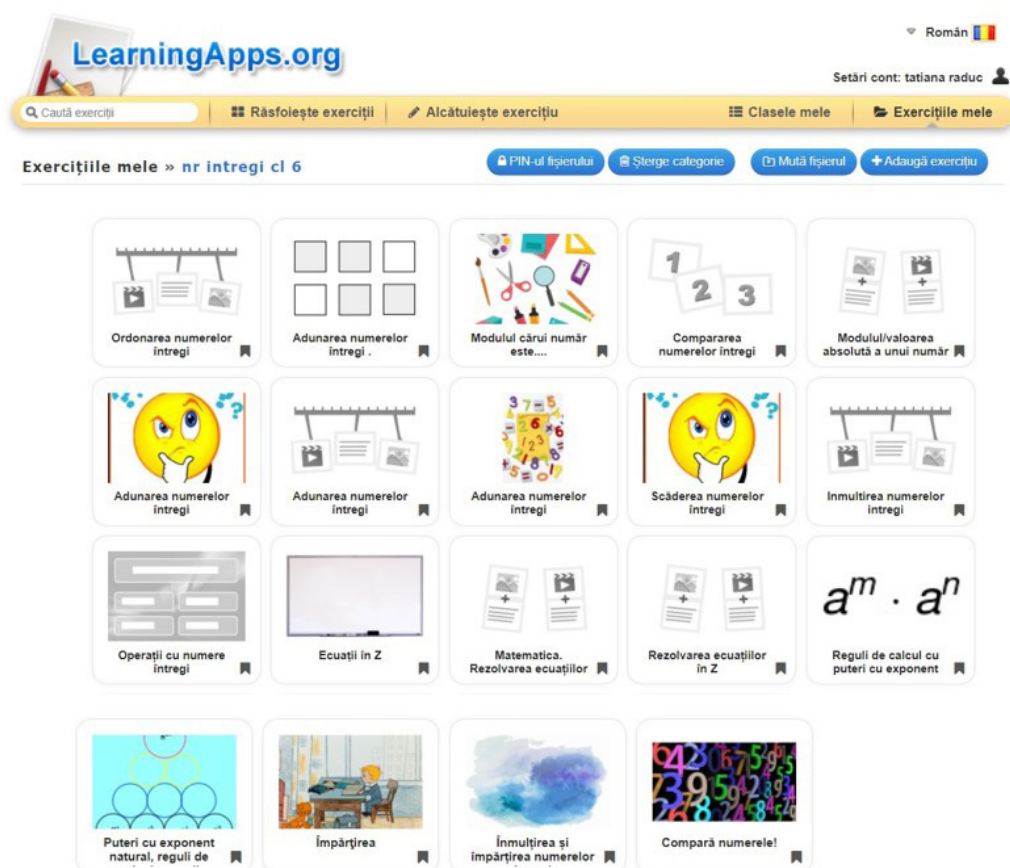 LearningApps.org
Român
Setări cont: tatiana raduc
Caută exerciții
Răsfoiește exerciții
Alcătuiește exercițiu
Clasele mele
Exercițiile mele
Exercițiile mele » nr intregi cl 6
PIN-ul fișierului
Șterge categorie
Mută fișierul
Adaugă exercițiu
Ordonarea numerelor
întregi
Adunarea numerelor
întregi .
Modulul cărui număr
este....
1 2 3
Compararea
numerelor întregi
Modulul/valoarea
absolută a unui număr
Adunarea numerelor
întregi
Adunarea numerelor
întregi
Adunarea numerelor
întregi
Scăderea numerelor
întregi
Inmultirea numerelor
intregi
Operații cu numere
întregi
Ecuații în Z
Matematica.
Rezolvarea ecuațiilor
Rezolvarea ecuațiilor
în Z
a^m · a^n
Reguli de calcul cu
puteri cu exponent
Puteri cu exponent
natural, reguli de
Împărțirea
Înmulțirea și
împărțirea numerelor
Compară numerele!